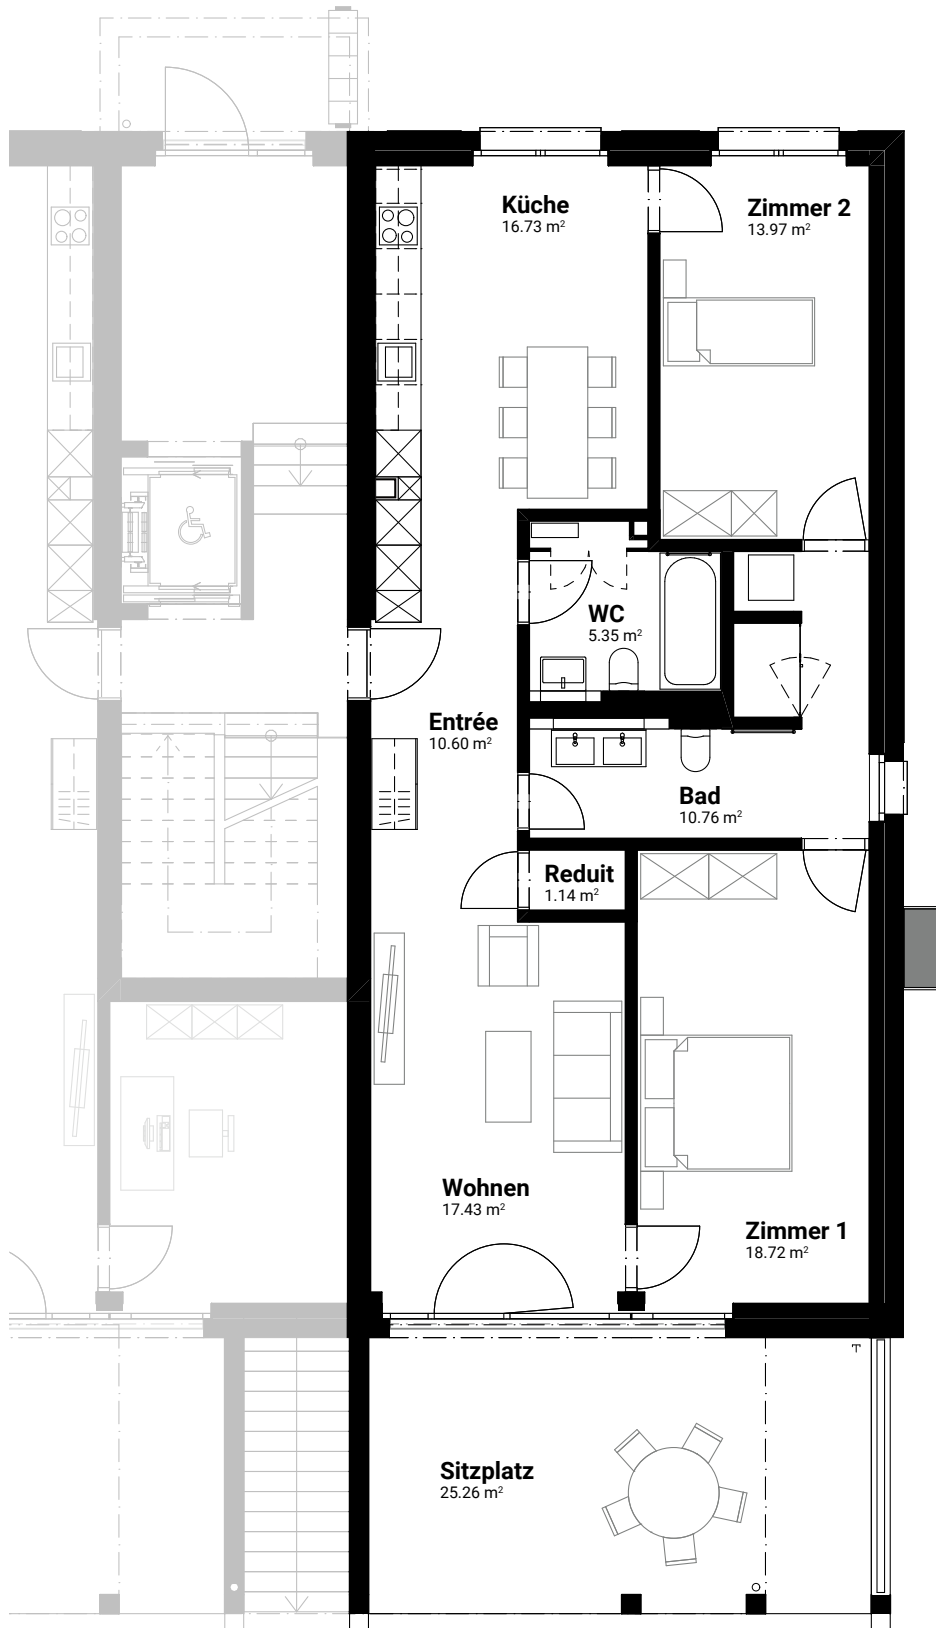 Küche
16.73 m²
Zimmer 2
13.97 m²
WC
5.35 m²
Entrée
10.60 m²
Bad
10.76 m²
Reduit
1.14 m²
Wohnen
17.43 m²
Zimmer 1
18.72 m²
Sitzplatz
25.26 m²